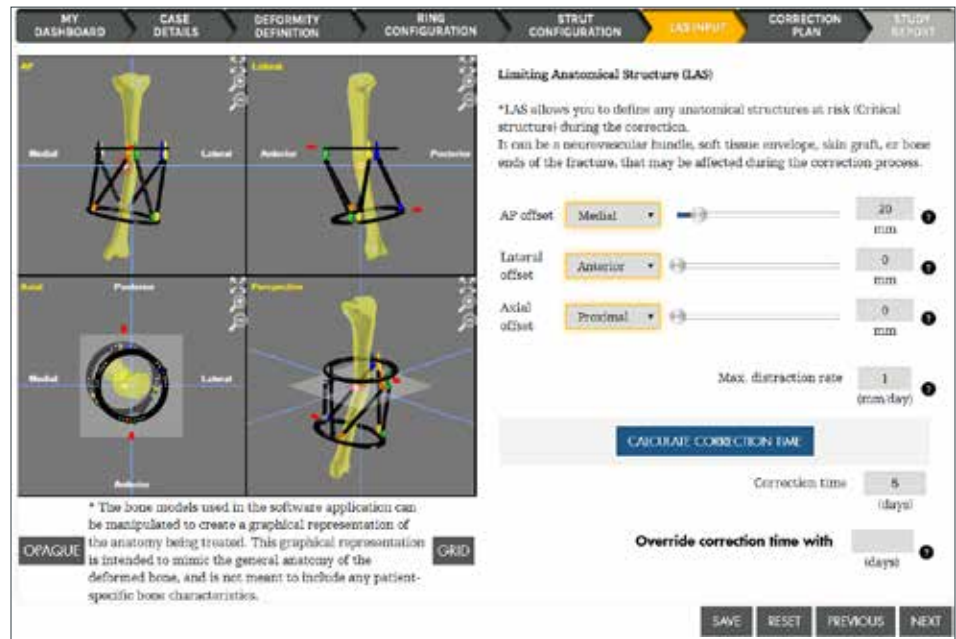 MY DASHBOARD
CASE DETAILS
DEFORMITY DEFINITION
RING CONFIGURATION
STRUT CONFIGURATION
LAS INPUT
CORRECTION PLAN
STUDY REPORT
AP
Medial
Lateral
Lateral
Anterior
Posterior
Axial
Posterior
Medial
Lateral
Anterior
Perspective
OPAQUE
* The bone models used in the software application can
be manipulated to create a graphical representation of
the anatomy being treated. This graphical representation
is intended to mimic the general anatomy of the
deformed bone, and is not meant to include any patient-
specific bone characteristics.
GRID
Limiting Anatomical Structure (LAS)
*LAS allows you to define any anatomical structures at risk (Critical
structure) during the correction.
It can be a neurovascular bundle, soft tissue envelope, skin graft, or bone
ends of the fracture, that may be affected during the correction process.
AP offset Medial 20
mm
Lateral
offset Anterior 0
mm
Axial
offset Proximal 0
mm
Max. distraction rate 1
(mm/day)
CALCULATE CORRECTION TIME
Correction time
(days)
Override correction time with
(days)
SAVE RESET PREVIOUS NEXT